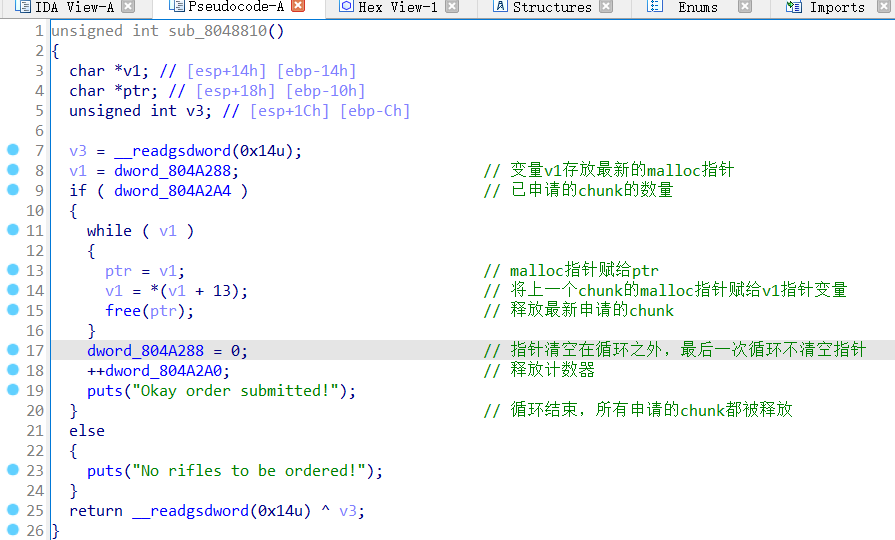 IDA View-A Pseudocode-A Hex View-1 Structures Enums Imports
1 unsigned int sub_8048810()
2 {
3 char *v1; // [esp+14h] [ebp-14h]
4 char *ptr; // [esp+18h] [ebp-10h]
5 unsigned int v3; // [esp+1Ch] [ebp-Ch]
6
7 v3 = __readgsdword(0x14u);
8 v1 = dword_804A288; // 变量v1存放最新的malloc指针
9 if ( dword_804A2A4 ) // 已申请的chunk的数量
10 {
11 while ( v1 )
12 {
13 ptr = v1; // malloc指针赋给ptr
14 v1 = *(v1 + 13); // 将上一个chunk的malloc指针赋给v1指针变量
15 free(ptr); // 释放最新申请的chunk
16 }
17 dword_804A288 = 0; // 指针清空在循环之外，最后一次循环不清空指针
18 ++dword_804A2A0; // 释放计数器
19 puts("Okay order submitted!");
20 } // 循环结束，所有申请的chunk都被释放
21 else
22 {
23 puts("No rifles to be ordered!");
24 }
25 return __readgsdword(0x14u) ^ v3;
26 }